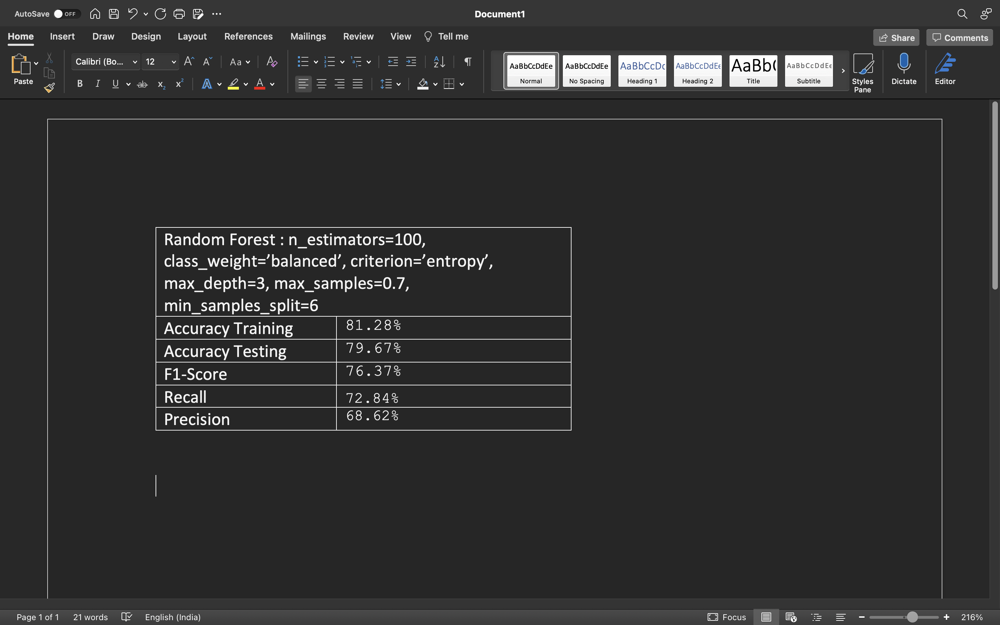 AutoSave OFF
Document1
Home Insert Draw Design Layout References Mailings Review View Tell me
Share Comments
Paste
Calibri (Bo... 12
AaBbCcDdEe Normal
AaBbCcDdEe No Spacing
AaBbCcDc Heading 1
AaBbCcDdEe Heading 2
AaBb( Title
AaBbCcDdEe Subtitle
Styles Pane
Dictate
Editor
Random Forest : n_estimators=100,
class_weight=’balanced’, criterion=’entropy’,
max_depth=3, max_samples=0.7,
min_samples_split=6
Accuracy Training 81.28%
Accuracy Testing 79.67%
F1-Score 76.37%
Recall 72.84%
Precision 68.62%
Page 1 of 1 21 words English (India) Focus 216%